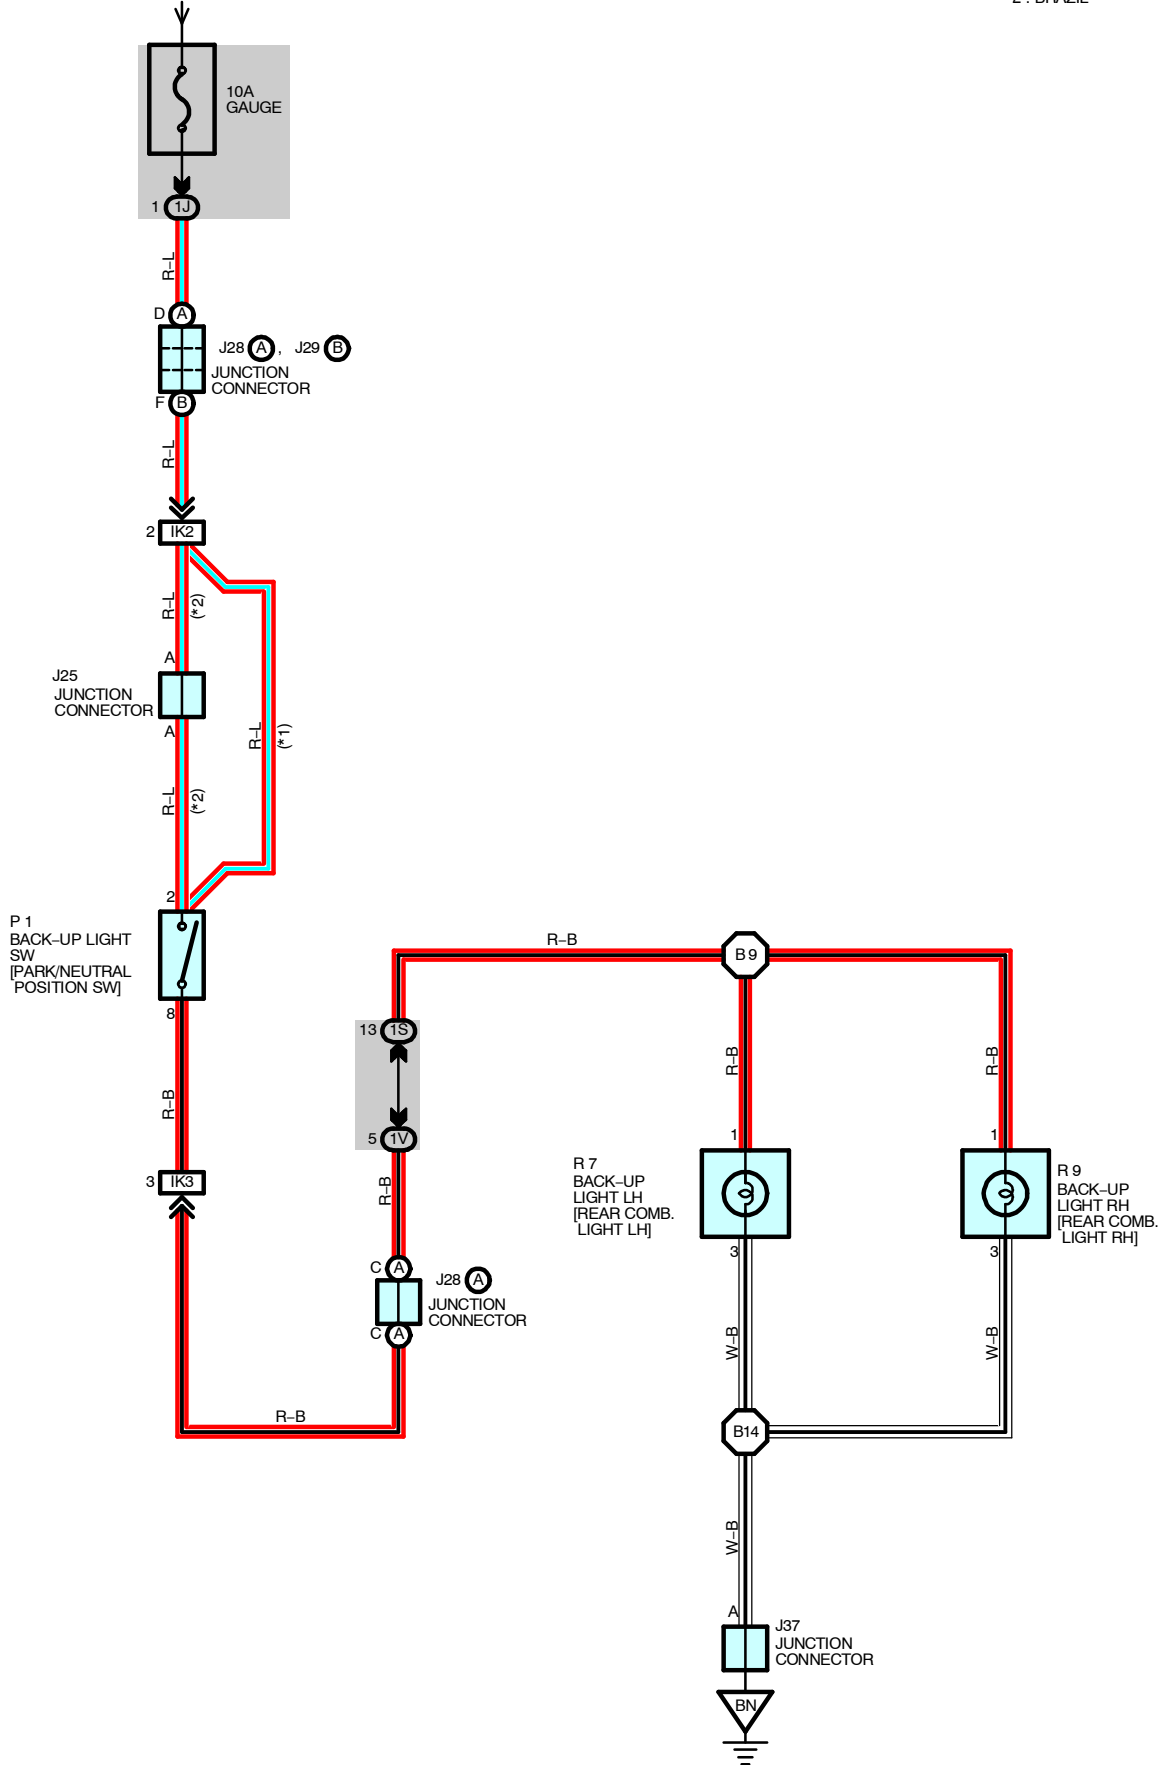 10A
GAUGE
1
1J
R-L
D
A
J28 A , J29 B
JUNCTION
CONNECTOR
F
B
R-L
2
IK2
R-L
(*2)
A
J25
JUNCTION
CONNECTOR
A
R-L
(*1)
R-L
(*2)
2
P 1
BACK-UP LIGHT
SW
[PARK/NEUTRAL
POSITION SW]
8
R-B
3
IK3
R-B
C
A
J28 A
JUNCTION
CONNECTOR
C
A
R-B
5
1V
13
1S
R-B
B 9
R-B
R-B
1
1
R 7
BACK-UP
LIGHT LH
[REAR COMB.
LIGHT LH]
R 9
BACK-UP
LIGHT RH
[REAR COMB.
LIGHT RH]
3
3
W-B
W-B
B14
W-B
A
J37
JUNCTION
CONNECTOR
BN